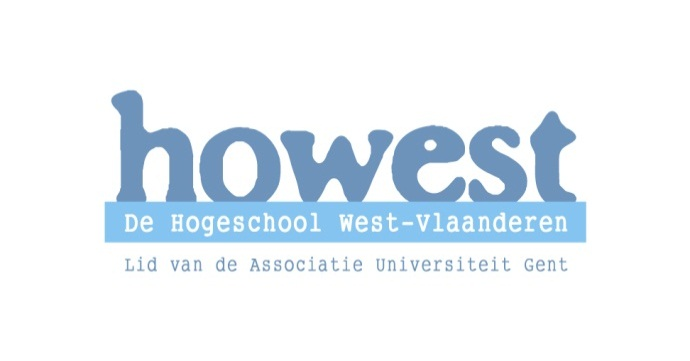 howest
De Hogeschool West-Vlaanderen
Lid van de Associatie Universiteit Gent